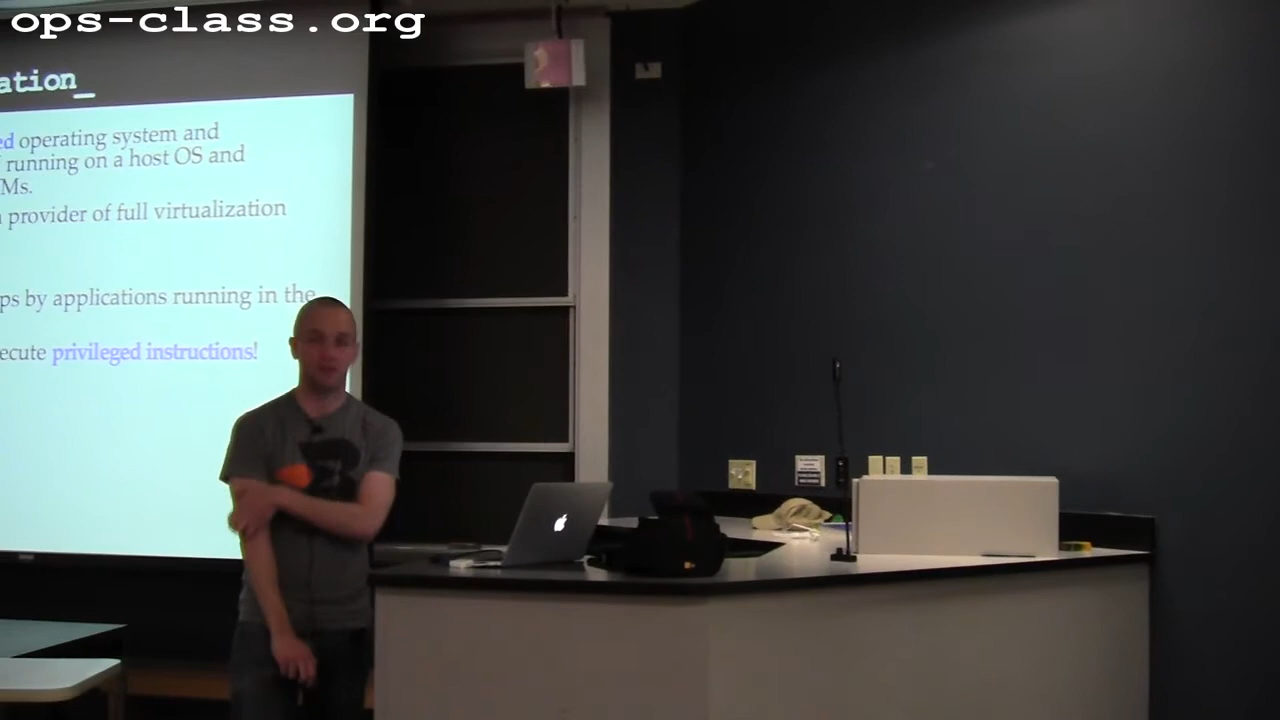 ops-class.org
ation_
ed operating system and
running on a host OS and
Ms.
provider of full virtualization
ps by applications running in the
ecute privileged instructions!